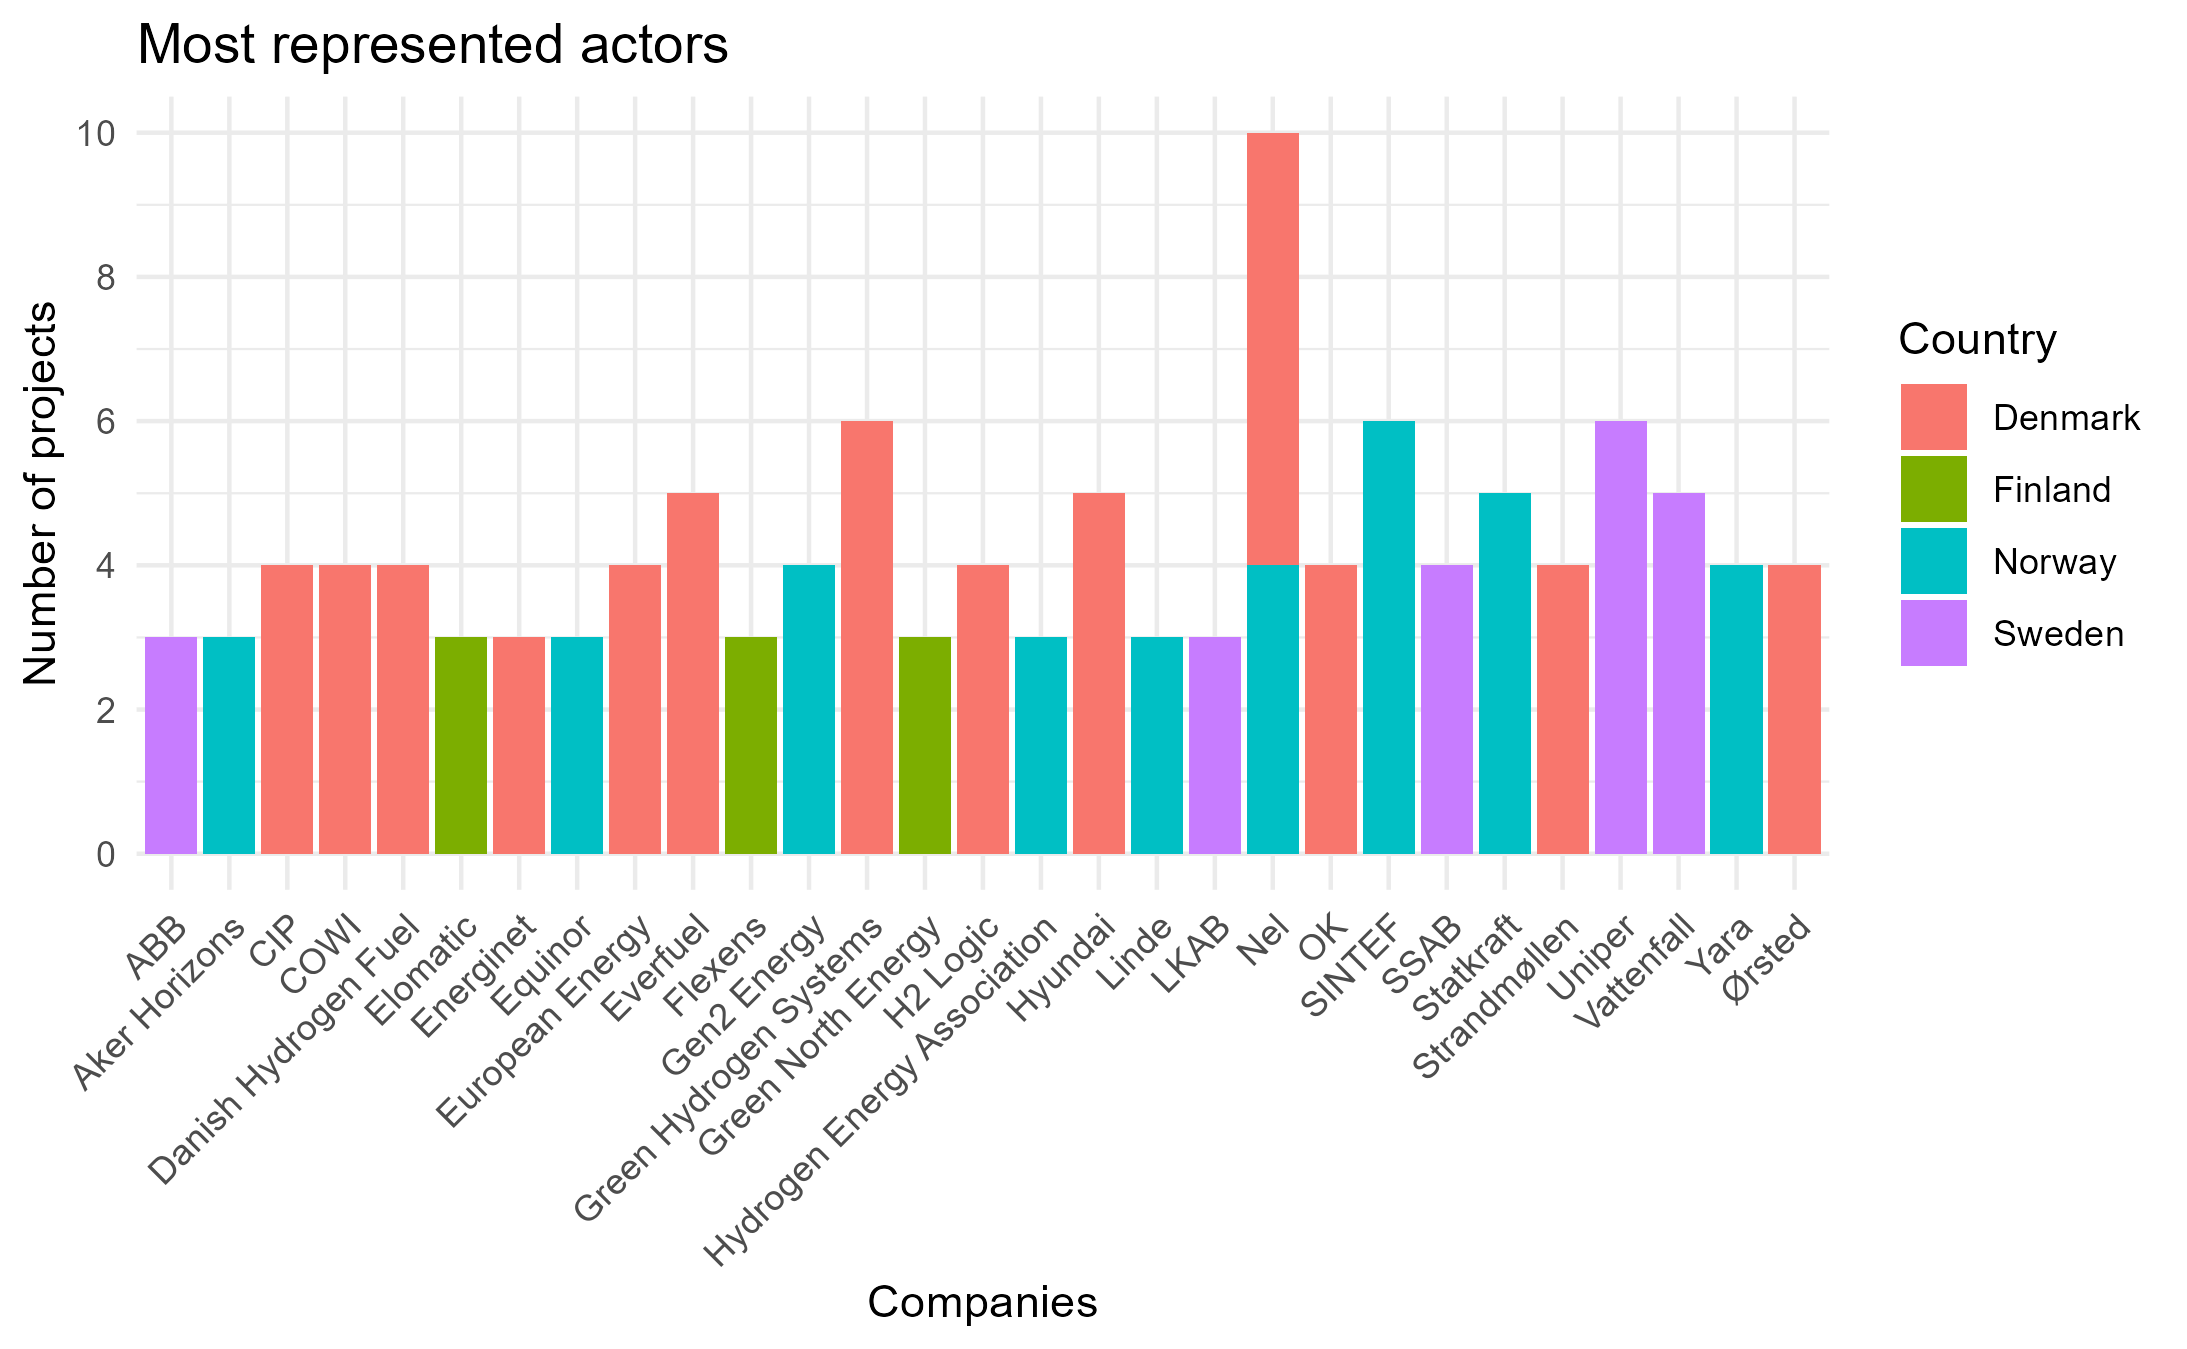 Most represented actors
Number of projects
10
8
6
4
2
0
ABB
Aker Horizons
CIP
COWI
Danish Hydrogen Fuel
Elomatic
Energinet
Equinor
European Energy
Everfuel
Flexens
Gen2 Energy
Green Hydrogen Systems
Green North Energy
H2 Logic
Hydrogen Energy Association
Hyundai
Linde
LKAB
Nel
OK
SINTEF
SSAB
Statkraft
Strandmøllen
Uniper
Vattenfall
Yara
Ørsted
Companies
Country
Denmark
Finland
Norway
Sweden